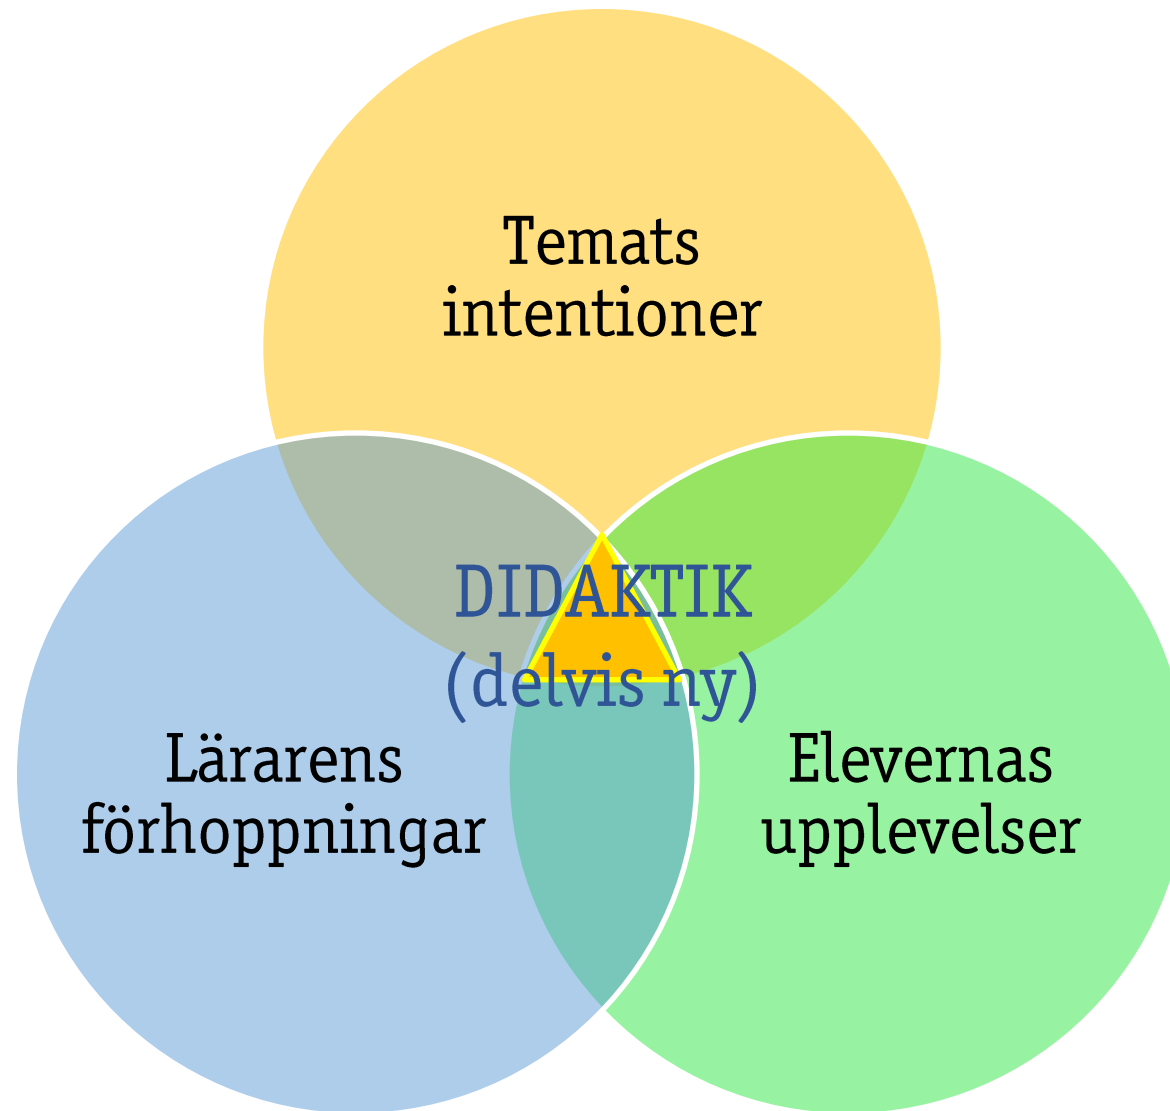 Temats
intentioner
DIDAKTIK
(delvis ny)
Lärarens
förhoppningar
Elevernas
upplevelser